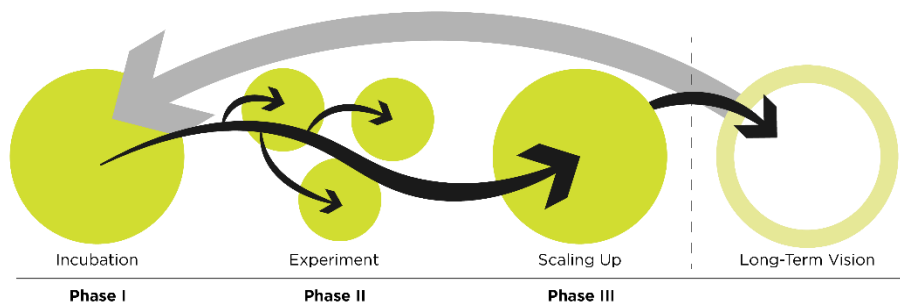 Incubation Experiment Scaling Up Long-Term Vision
Phase I Phase II Phase III